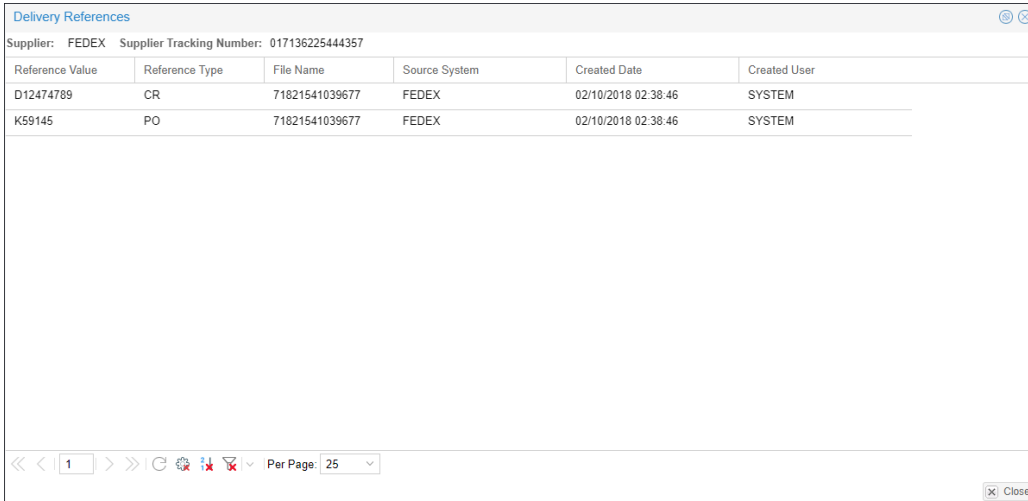 Delivery References
Supplier: FEDEX Supplier Tracking Number: 017136225444357
Reference Value Reference Type File Name Source System Created Date Created User
D12474789 CR 71821541039677 FEDEX 02/10/2018 02:38:46 SYSTEM
K59145 PO 71821541039677 FEDEX 02/10/2018 02:38:46 SYSTEM
1 Per Page: 25
Close